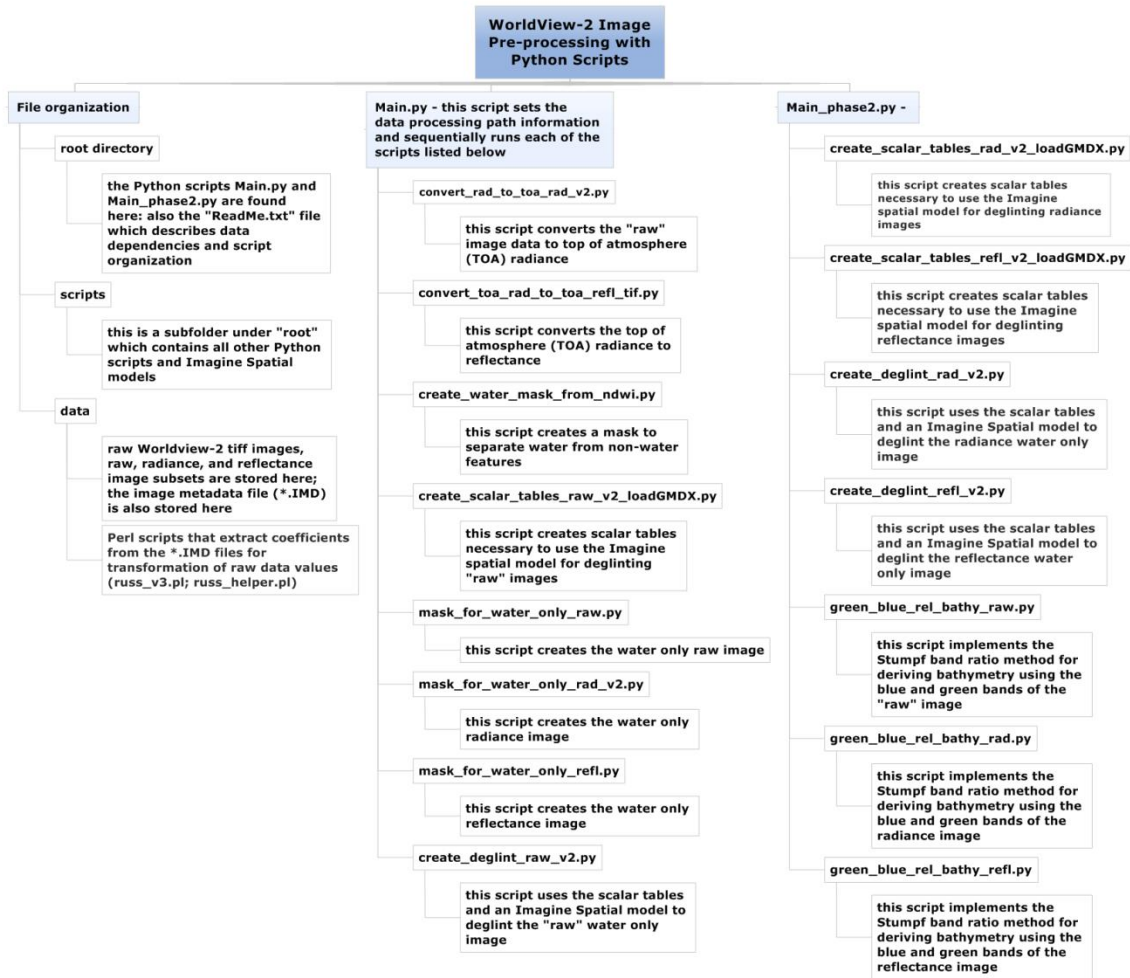 WorldView-2 Image
Pre-processing with
Python Scripts
File organization
root directory
the Python scripts Main.py and
Main_phase2.py are found
here: also the "ReadMe.txt" file
which describes data
dependencies and script
organization
scripts
this is a subfolder under "root"
which contains all other Python
scripts and Imagine Spatial
models
data
raw Worldview-2 tiff images,
raw, radiance, and reflectance
image subsets are stored here;
the image metadata file (*.IMD)
is also stored here
Perl scripts that extract coefficients
from the *.IMD files for
transformation of raw data values
(russ_v3.pl; russ_helper.pl)
Main.py - this script sets the
data processing path information
and sequentially runs each of the
scripts listed below
convert_rad_to_toa_rad_v2.py
this script converts the "raw"
image data to top of atmosphere
(TOA) radiance
convert_toa_rad_to_toa_refl_tif.py
this script converts the top of
atmosphere (TOA) radiance to
reflectance
create_water_mask_from_ndwi.py
this script creates a mask to
separate water from non-water
features
create_scalar_tables_raw_v2_loadGMDX.py
this script creates scalar tables
necessary to use the Imagine
spatial model for deglinting
"raw" images
mask_for_water_only_raw.py
this script creates the water only raw image
mask_for_water_only_rad_v2.py
this script creates the water only
radiance image
mask_for_water_only_refl.py
this script creates the water only
reflectance image
create_deglint_raw_v2.py
this script uses the scalar tables
and an Imagine Spatial model to
deglint the "raw" water only
image
Main_phase2.py -
create_scalar_tables_rad_v2_loadGMDX.py
this script creates scalar tables
necessary to use the Imagine
spatial model for deglinting radiance
images
create_scalar_tables_refl_v2_loadGMDX.py
this script creates scalar tables
necessary to use the Imagine
spatial model for deglinting
reflectance images
create_deglint_rad_v2.py
this script uses the scalar tables
and an Imagine Spatial model to
deglint the radiance water only
image
create_deglint_refl_v2.py
this script uses the scalar tables
and an Imagine Spatial model to
deglint the reflectance water
only image
green_blue_rel_bathy_raw.py
this script implements the
Stumpf band ratio method for
deriving bathymetry using the
blue and green bands of the
"raw" image
green_blue_rel_bathy_rad.py
this script implements the
Stumpf band ratio method for
deriving bathymetry using the
blue and green bands of the
radiance image
green_blue_rel_bathy_refl.py
this script implements the
Stumpf band ratio method for
deriving bathymetry using the
blue and green bands of the
reflectance image